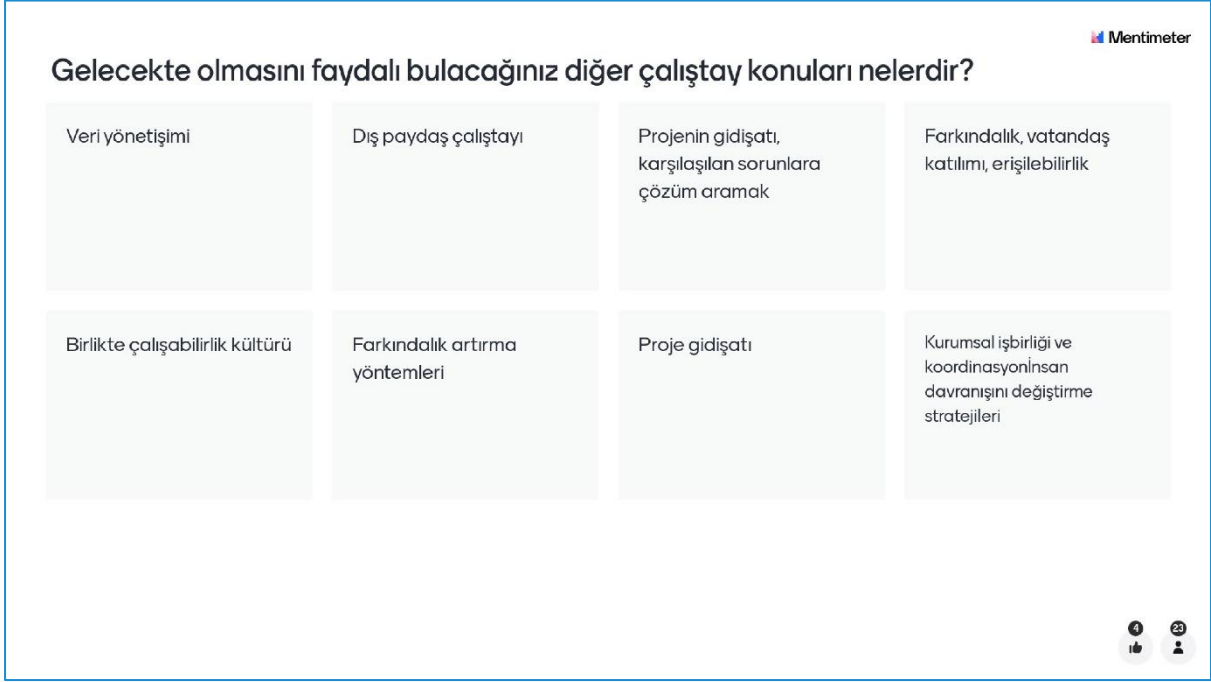 Mentimeter
Gelecekte olmasını faydalı bulacağınız diğer çalıştay konuları nelerdir?
Veri yönetişimi
Dış paydaş çalıştayı
Projenin gidişatı,
karşılaşılan sorunlara
çözüm aramak
Farkındalık, vatandaş
katılımı, erişilebilirlik
Birlikte çalışabilirlik kültürü
Farkındalık artırma
yöntemleri
Proje gidişatı
Kurumsal işbirliği ve
koordinasyonİnsan
davranışını değiştirme
stratejileri
4
23